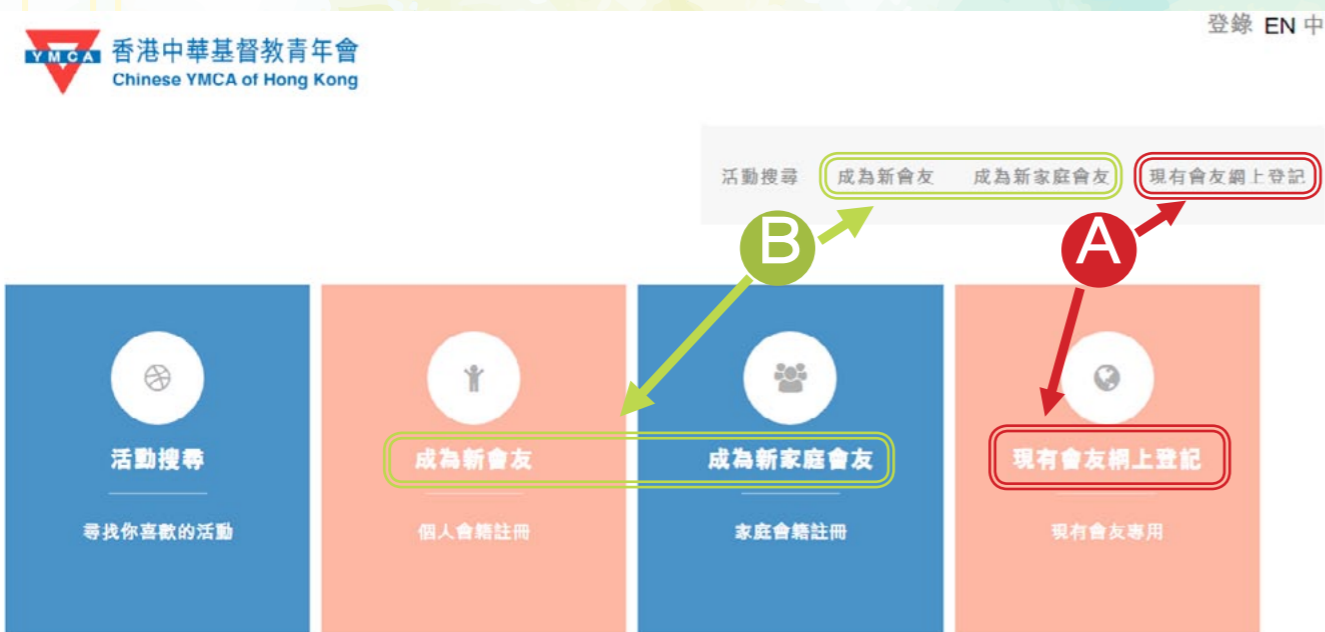 登錄 EN 中
YMCA
香港中華基督教青年會
Chinese YMCA of Hong Kong
活動搜尋 成為新會友 成為新家庭會友 現有會友網上登記
B A
活動搜尋 成為新會友 成為新家庭會友 現有會友網上登記
尋找你喜歡的活動 個人會籍註冊 家庭會籍註冊 現有會友專用